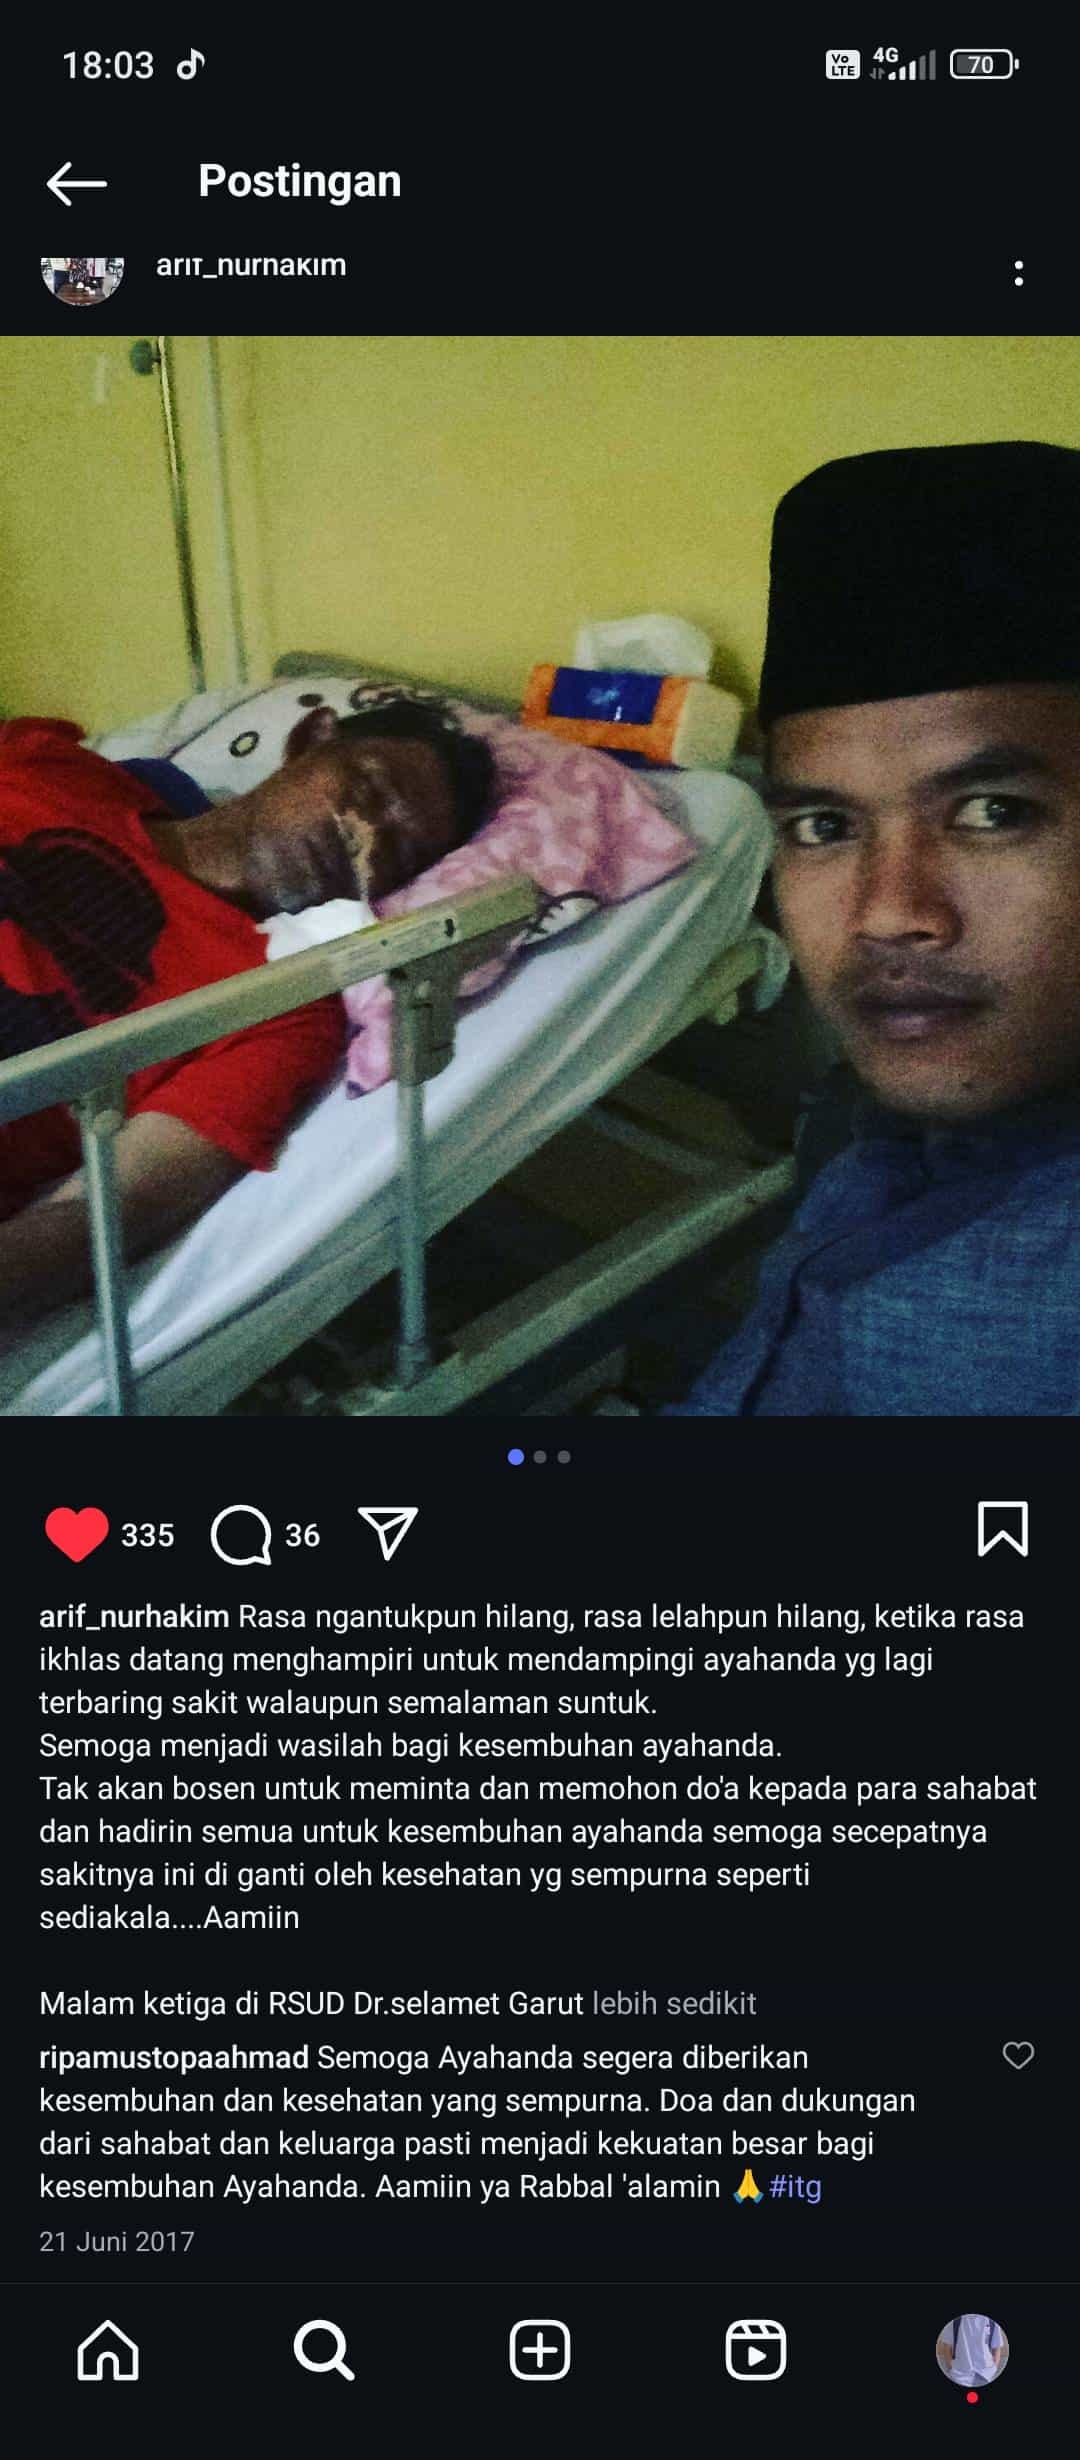 18:03
Vo
LTE
4G
70
Postingan
arif_nurhakim
335
36
arif_nurhakim Rasa ngantukpun hilang, rasa lelahpun hilang, ketika rasa
ikhlas datang menghampiri untuk mendampingi ayahanda yg lagi
terbaring sakit walaupun semalaman suntuk.
Semoga menjadi wasilah bagi kesembuhan ayahanda.
Tak akan bosen untuk meminta dan memohon do'a kepada para sahabat
dan hadirin semua untuk kesembuhan ayahanda semoga secepatnya
sakitnya ini di ganti oleh kesehatan yg sempurna seperti
sediakala....Aamiin
Malam ketiga di RSUD Dr.selamet Garut lebih sedikit
ripamustopaahmad Semoga Ayahanda segera diberikan
kesembuhan dan kesehatan yang sempurna. Doa dan dukungan
dari sahabat dan keluarga pasti menjadi kekuatan besar bagi
kesembuhan Ayahanda. Aamiin ya Rabbal 'alamin 🙏#itg
21 Juni 2017